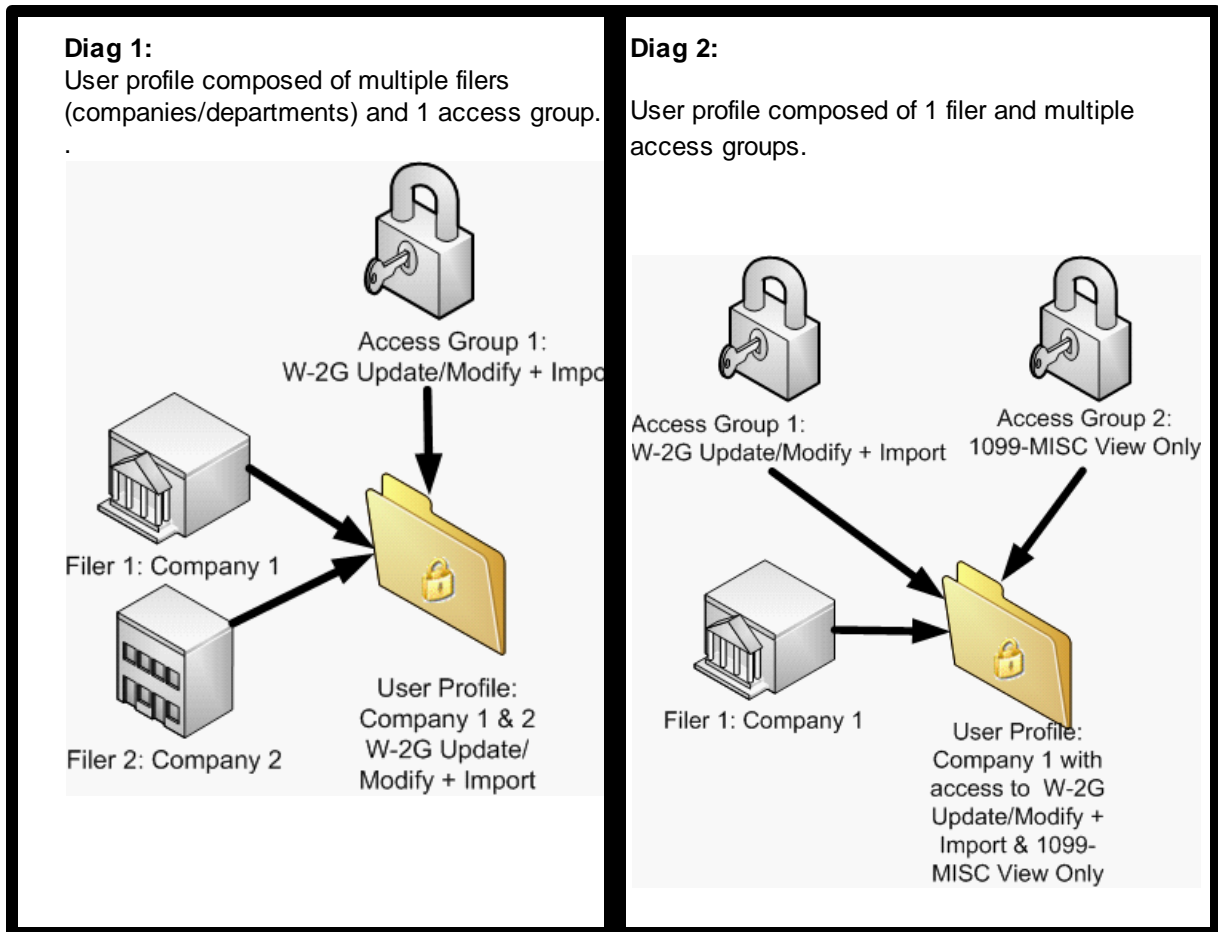 Diag 1:
User profile composed of multiple filers
(companies/departments) and 1 access group.
.
Access Group 1:
W-2G Update/Modify + Impo
Filer 1: Company 1
Filer 2: Company 2
User Profile:
Company 1 & 2
W-2G Update/
Modify + Import
Diag 2:
User profile composed of 1 filer and multiple
access groups.
Access Group 1:
W-2G Update/Modify + Import
Access Group 2:
1099-MISC View Only
Filer 1: Company 1
User Profile:
Company 1 with
access to W-2G
Update/Modify +
Import & 1099-
MISC View Only